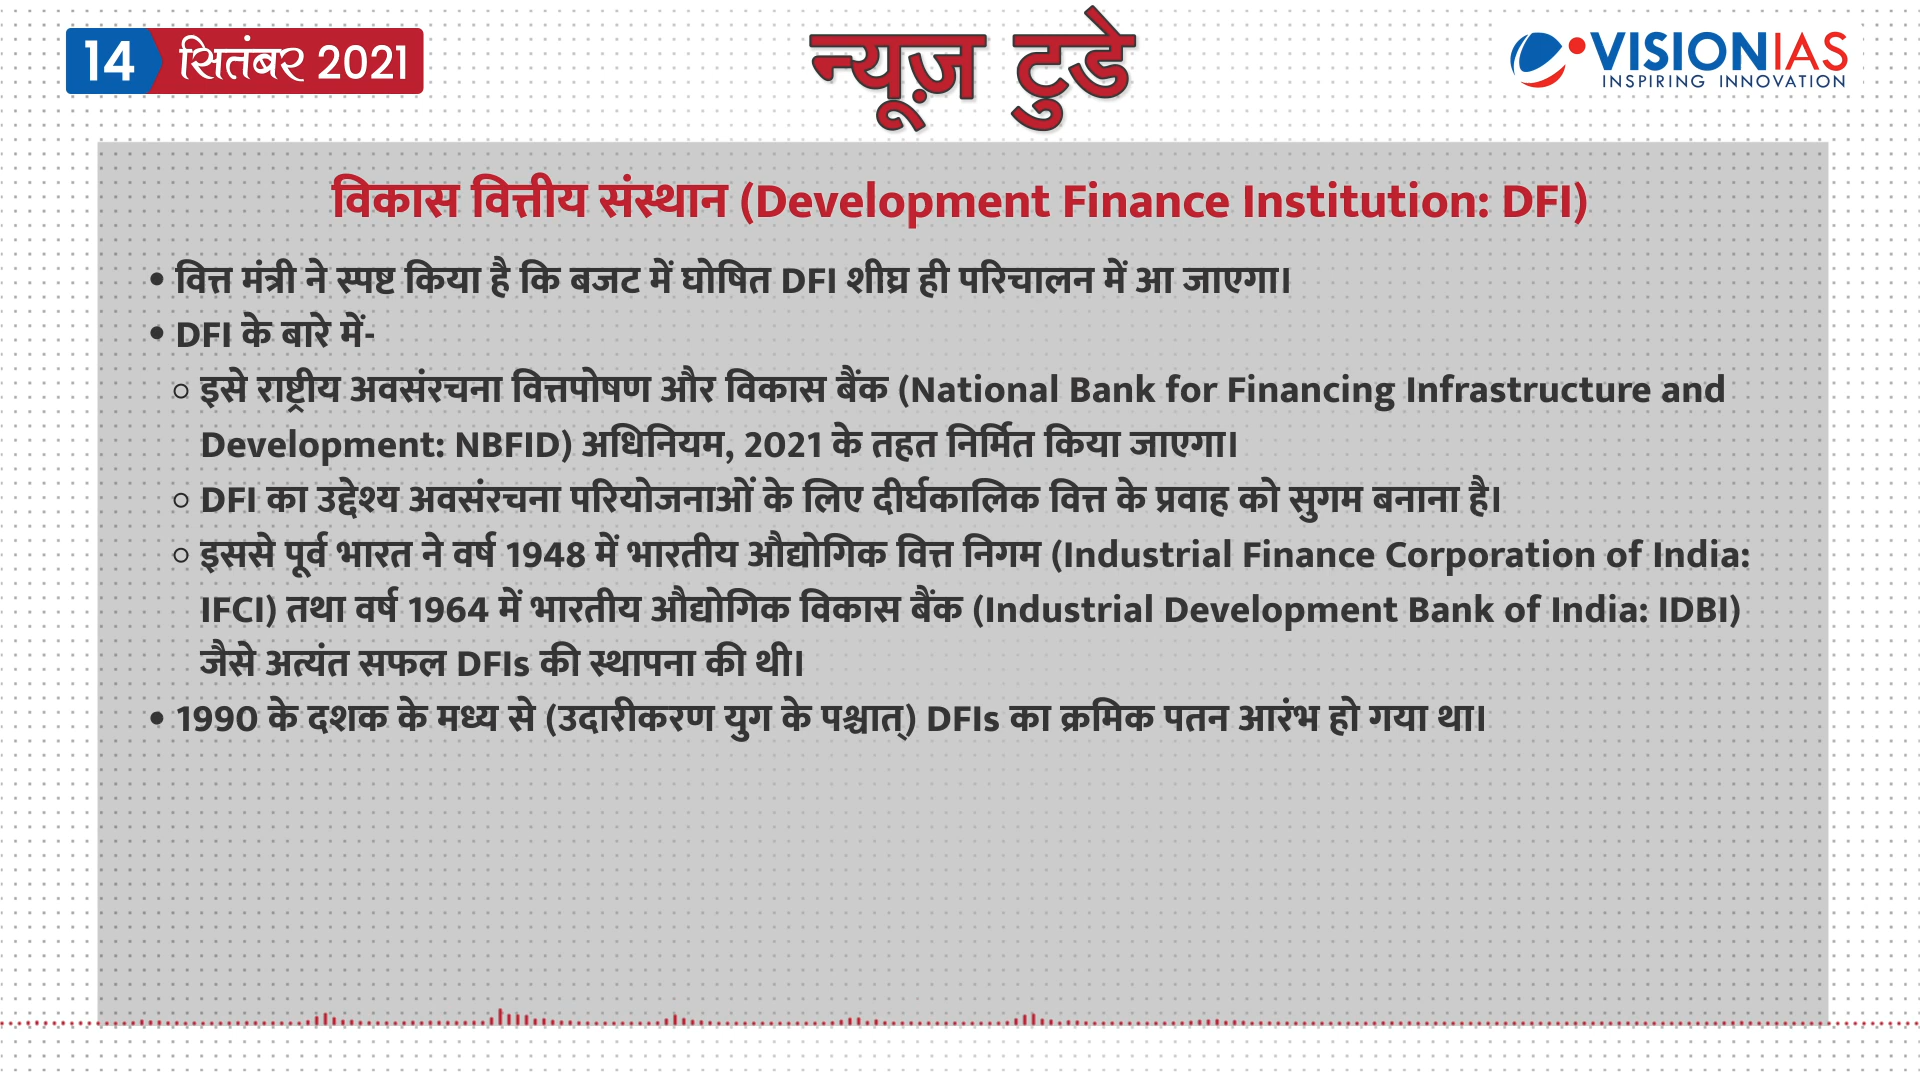 14 सितंबर 2021
न्यूज़ टुडे
VISIONIAS
INSPIRING INNOVATION
विकास वित्तीय संस्थान (Development Finance Institution: DFI)
• वित्त मंत्री ने स्पष्ट किया है कि बजट में घोषित DFI शीघ्र ही परिचालन में आ जाएगा।
• DFI के बारे में-
○ इसे राष्ट्रीय अवसंरचना वित्तपोषण और विकास बैंक (National Bank for Financing Infrastructure and
Development: NBFID) अधिनियम, 2021 के तहत निर्मित किया जाएगा।
○ DFI का उद्देश्य अवसंरचना परियोजनाओं के लिए दीर्घकालिक वित्त के प्रवाह को सुगम बनाना है।
○ इससे पूर्व भारत ने वर्ष 1948 में भारतीय औद्योगिक वित्त निगम (Industrial Finance Corporation of India:
IFCI) तथा वर्ष 1964 में भारतीय औद्योगिक विकास बैंक (Industrial Development Bank of India: IDBI)
जैसे अत्यंत सफल DFIs की स्थापना की थी।
• 1990 के दशक के मध्य से (उदारीकरण युग के पश्चात्) DFIs का क्रमिक पतन आरंभ हो गया था।